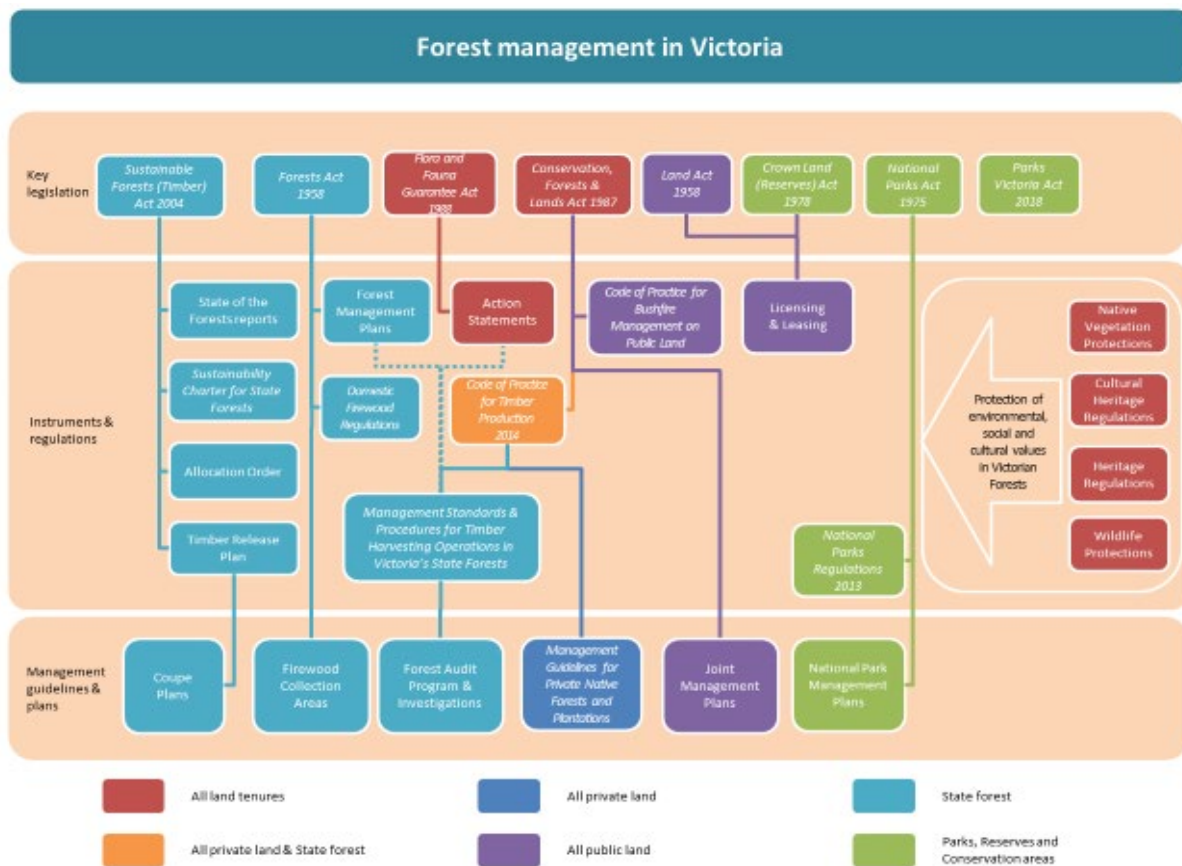 Forest management in Victoria
Key
legislation
Sustainable
Forests (Timber)
Act 2004
Forests Act
1958
Flora and
Fauna
Guarantee Act
1988
Conservation,
Forests &
Lands Act 1987
Land Act
1958
Crown Land
(Reserves) Act
1978
National
Parks Act
1975
Parks
Victoria Act
2018
Instruments &
regulations
State of the
Forests reports
Sustainability
Charter for State
Forests
Allocation Order
Timber Release
Plan
Forest
Management
Plans
Domestic
Firewood
Regulations
Action
Statements
Code of Practice
for Timber
Production
2014
Management Standards &
Procedures for Timber
Harvesting Operations in
Victoria's State Forests
Code of Practice for
Bushfire
Management on
Public Land
Licensing
& Leasing
National
Parks
Regulations
2013
Protection of
environmental,
social and
cultural values
in Victorian
Forests
Native
Vegetation
Protections
Cultural
Heritage
Regulations
Heritage
Regulations
Wildlife
Protections
Management
guidelines &
plans
Coupe
Plans
Firewood
Collection
Areas
Forest Audit
Program &
Investigations
Management
Guidelines for
Private Native
Forests and
Plantations
Joint
Management
Plans
National Park
Management
Plans
All land tenures
All private land
State forest
All private land & State forest
All public land
Parks, Reserves and
Conservation areas